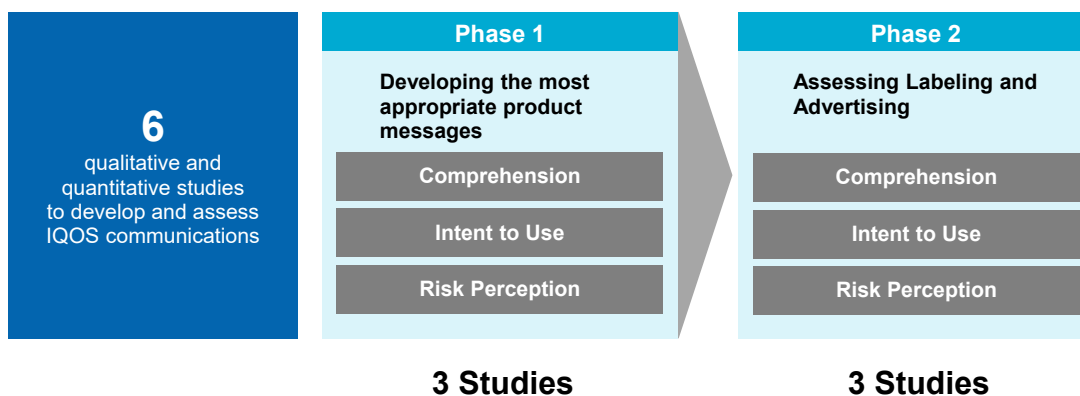 6
qualitative and
quantitative studies
to develop and assess
IQOS communications
Phase 1
Developing the most
appropriate product
messages
Comprehension
Intent to Use
Risk Perception
3 Studies
Phase 2
Assessing Labeling and
Advertising
Comprehension
Intent to Use
Risk Perception
3 Studies